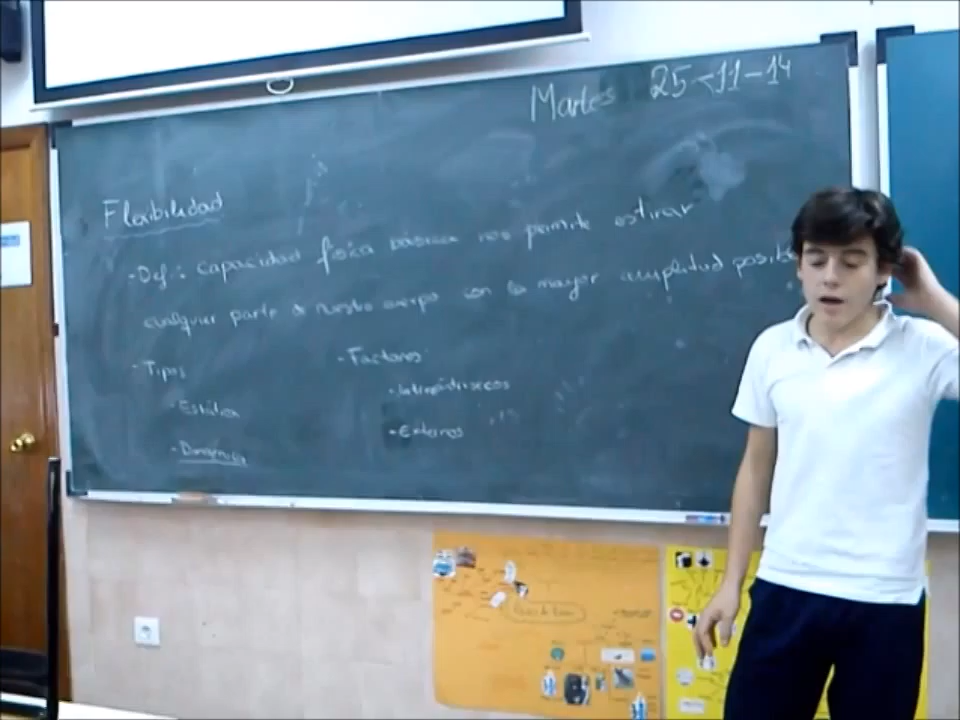 Martes 25-11-14
Flexibilidad
-Def.: capacidad física básica nos permite estirar
cualquier parte de nuestro cuerpo con la mayor amplitud posible
-Tipos
-Estática
-Dinámica
-Factores
-Intrínsecos
-Externos